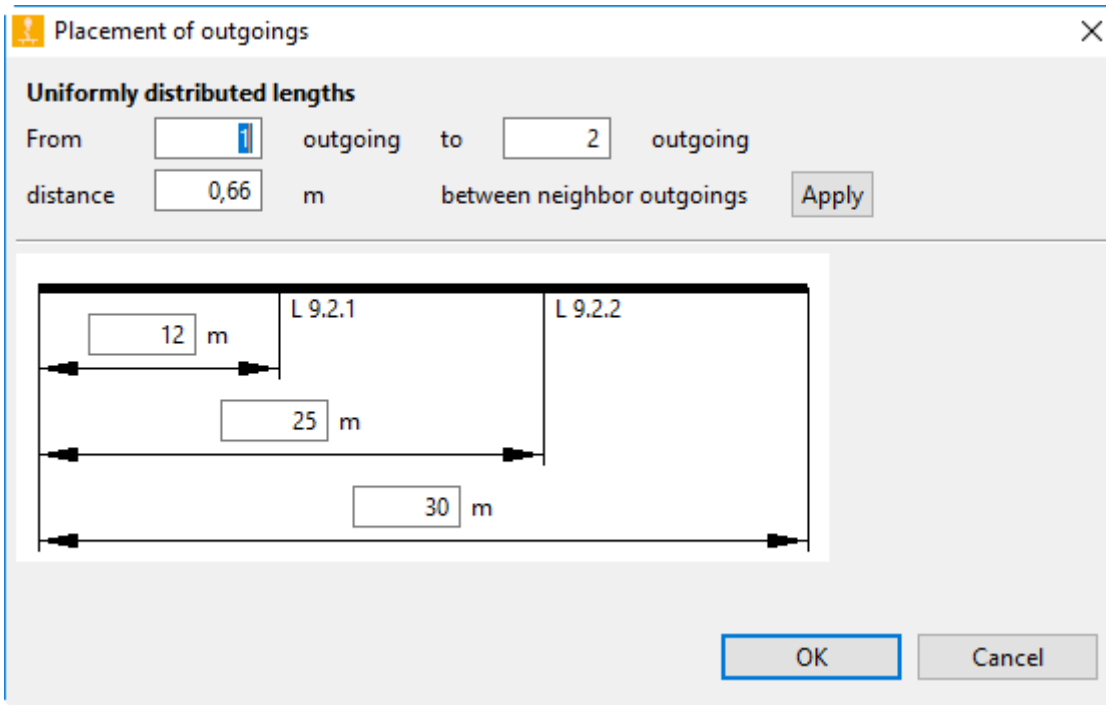 Placement of outgoings
Uniformly distributed lengths
From 1 outgoing to 2 outgoing
distance 0,66 m between neighbor outgoings Apply
L 9.2.1 L 9.2.2
12 m
25 m
30 m
OK Cancel